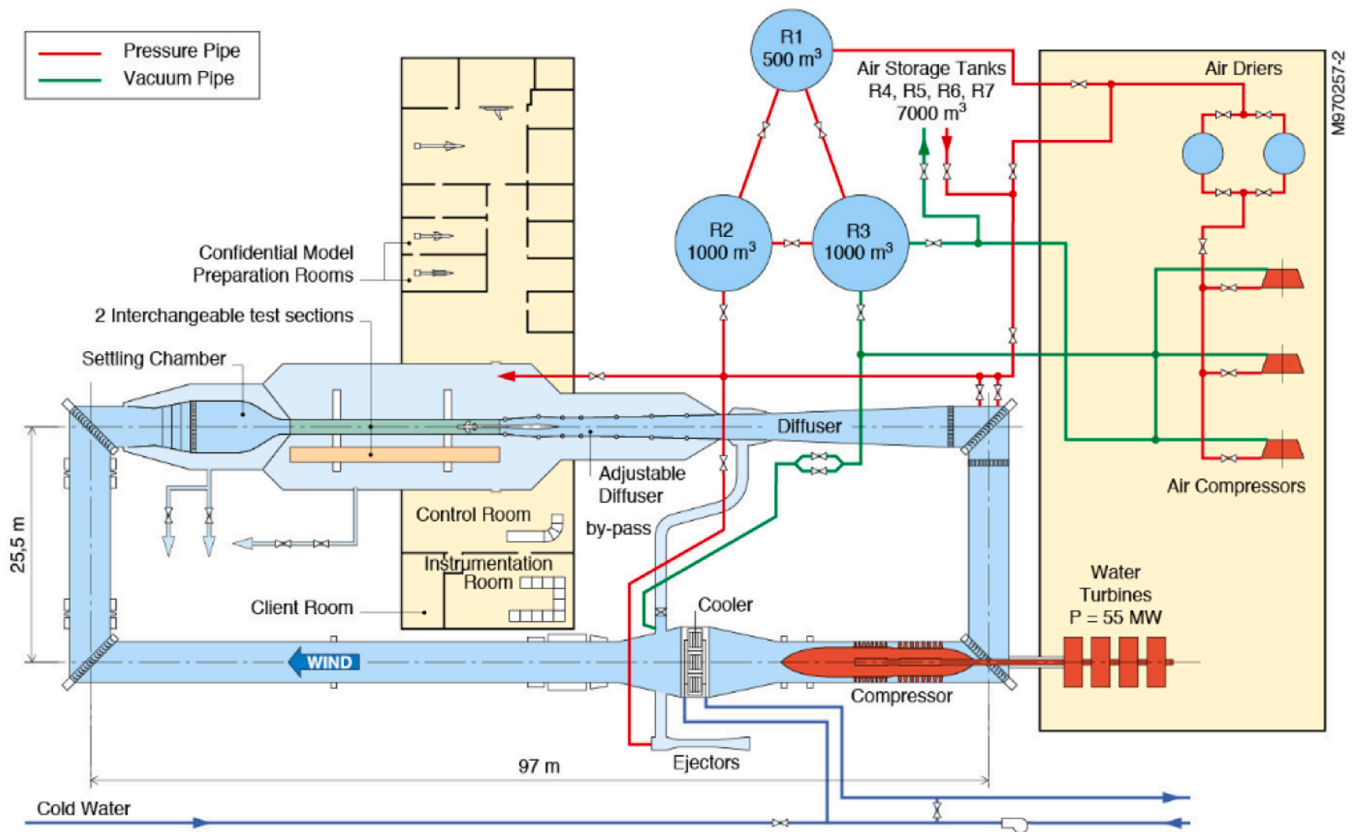 Pressure Pipe
Vacuum Pipe
R1
500 m³
Air Storage Tanks
R4, R5, R6, R7
7000 m³
Air Driers
M970257-2
R2
1000 m³
R3
1000 m³
Confidential Model
Preparation Rooms
2 Interchangeable test sections
Settling Chamber
Diffuser
Adjustable
Diffuser
Air Compressors
Control Room
by-pass
25,5 m
Instrumentation
Room
Client Room
Cooler
Water
Turbines
P = 55 MW
WIND
Compressor
Ejectors
97 m
Cold Water